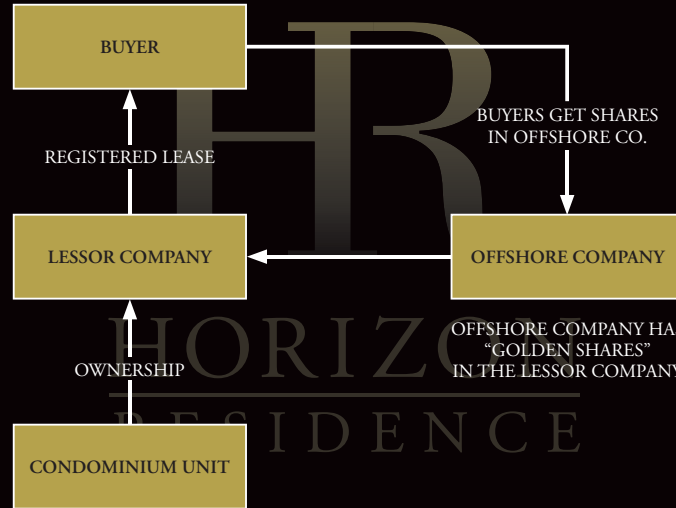 BUYER
BUYERS GET SHARES
IN OFFSHORE CO.
REGISTERED LEASE
LESSOR COMPANY
OFFSHORE COMPANY
OFFSHORE COMPANY HA
"GOLDEN SHARES"
IN THE LESSOR COMPANY
OWNERSHIP
CONDOMINIUM UNIT
HR
HORIZON
RESIDENCE